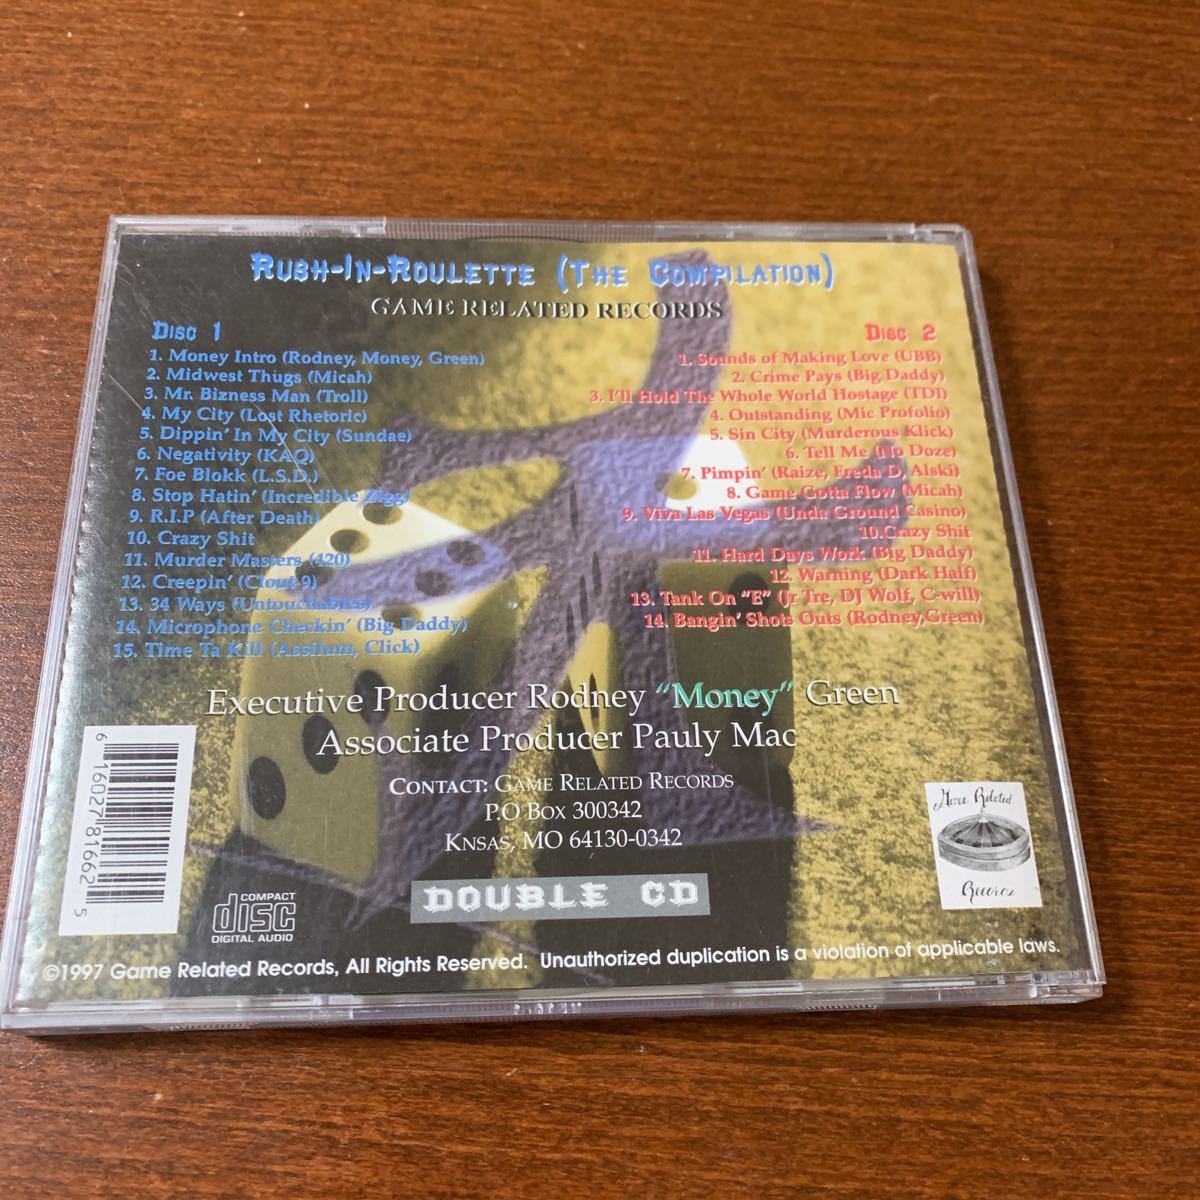 Rush-In-Roulette (The Compilation)
Game Related Records
Disc 1
1. Money Intro (Rodney, Money, Green)
2. Midwest Thugs (Micah)
3. Mr. Bizness Man (Troll)
4. My City (Lost Rhetoric)
5. Dippin' In My City (Sundae)
6. Negativity (KAO)
7. Foe Blokk (L.S.D.)
8. Stop Hatin' (Incredible Zigg)
9. R.I.P (After Death)
10. Crazy Shit
11. Murder Masters (420)
12. Creepin' (Clout 9)
13. 34 Ways (Untouchables)
14. Microphone Checkin' (Big Daddy)
15. Time Ta Kill (Assilum, Click)
Disc 2
1. Sounds of Making Love (UBB)
2. Crime Pays (Big Daddy)
3. I'll Hold The Whole World Hostage (TDI)
4. Outstanding (Mic Profolio)
5. Sin City (Murderous Klick)
6. Tell Me (No Doze)
7. Pimpin' (Raize, Freda D, Alski)
8. Game Gotta Flow (Micah)
9. Viva Las Vegas (Unda Ground Casino)
10.Crazy Shit
11. Hard Days Work (Big Daddy)
12. Warning (Dark Half)
13. Tank On "E" (Jr Tre, DJ Wolf, C-will)
14. Bangin' Shots Outs (Rodney,Green)
Executive Producer Rodney "Money" Green
Associate Producer Pauly Mac
Contact: Game Related Records
P.O Box 300342
Knsas, MO 64130-0342
DOUBLE CD
6 16027 81662 5
COMPACT
disc
DIGITAL AUDIO
Game Related
Records
©1997 Game Related Records, All Rights Reserved. Unauthorized duplication is a violation of applicable laws.